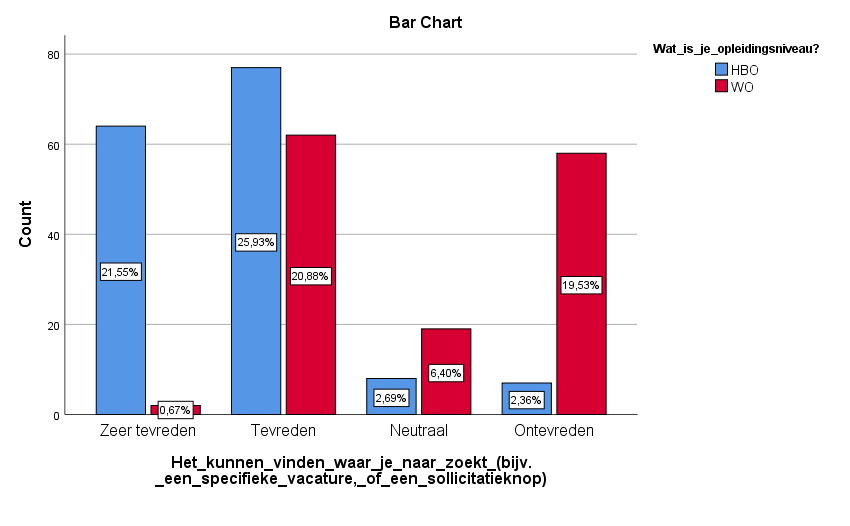 Bar Chart
Wat_is_je_opleidingsniveau?
HBO
WO
Count
80
60
40
20
0
21,55%
0,67%
25,93%
20,88%
2,69%
6,40%
2,36%
19,53%
Zeer tevreden
Tevreden
Neutraal
Ontevreden
Het_kunnen_vinden_waar_je_naar_zoekt_(bijv.
_een_specifieke_vacature,_of_een_sollicitatieknop)